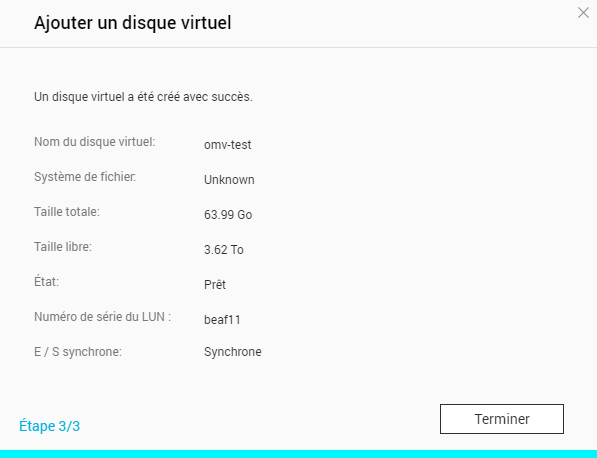 Ajouter un disque virtuel
Un disque virtuel a été créé avec succès.
Nom du disque virtuel: omv-test
Système de fichier: Unknown
Taille totale: 63.99 Go
Taille libre: 3.62 To
État: Prêt
Numéro de série du LUN : beaf11
E / S synchrone: Synchrone
Étape 3/3 Terminer